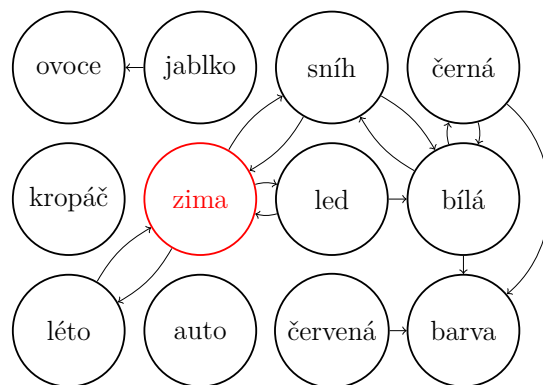 ovoce jablko sníh černá
kropáč zima led bílá
léto auto červená barva